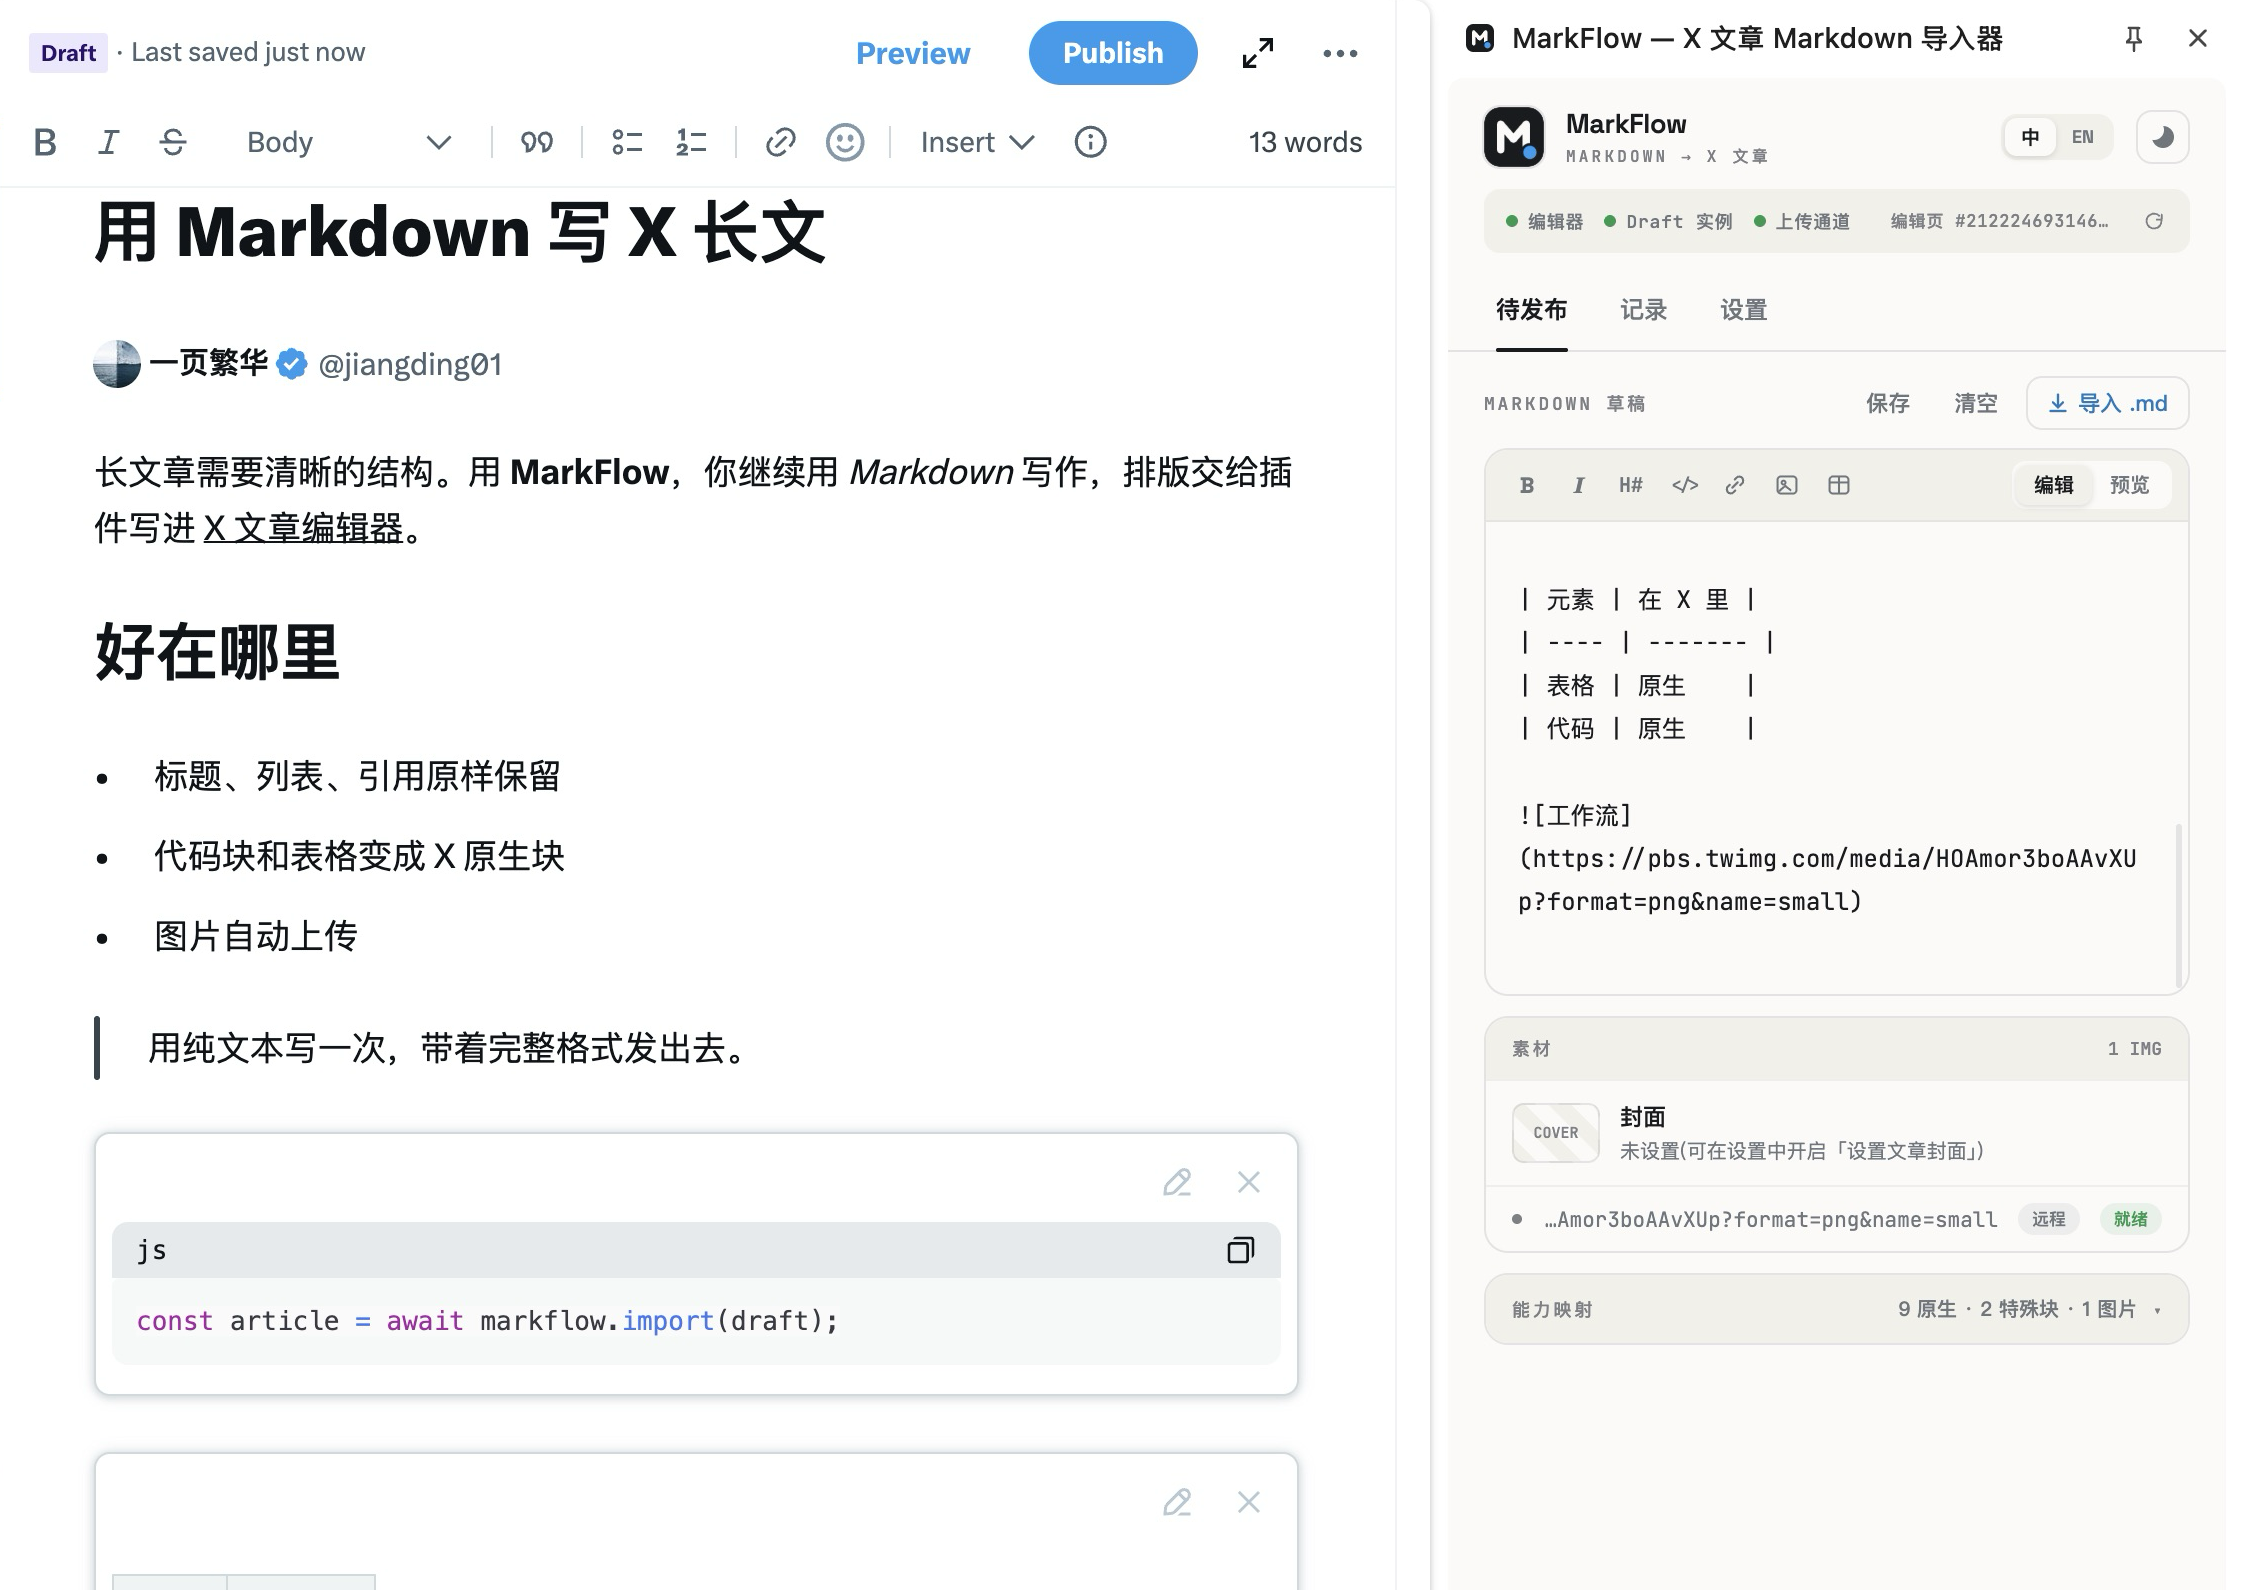 Draft · Last saved just now
Preview
Publish
B I S Body Insert 13 words
用 Markdown 写 X 长文
一页繁华 @jiangding01
长文章需要清晰的结构。用 MarkFlow，你继续用 Markdown 写作，排版交给插
件写进 X 文章编辑器。
好在哪里
• 标题、列表、引用原样保留
• 代码块和表格变成 X 原生块
• 图片自动上传
用纯文本写一次，带着完整格式发出去。
js
const article = await markflow.import(draft);
MarkFlow — X 文章 Markdown 导入器
MarkFlow
MARKDOWN → X 文章
中 EN
编辑器 Draft 实例 上传通道 编辑页 #212224693146…
待发布 记录 设置
MARKDOWN 草稿 保存 清空 导入 .md
B I H# </> 编辑 预览
| 元素 | 在 X 里 |
| ---- | ------- |
| 表格 | 原生 |
| 代码 | 原生 |
![工作流]
(https://pbs.twimg.com/media/HOAmor3boAAvXU
p?format=png&name=small)
素材 1 IMG
COVER
封面
未设置(可在设置中开启「设置文章封面」)
…Amor3boAAvXUp?format=png&name=small 远程 就绪
能力映射 9 原生 · 2 特殊块 · 1 图片